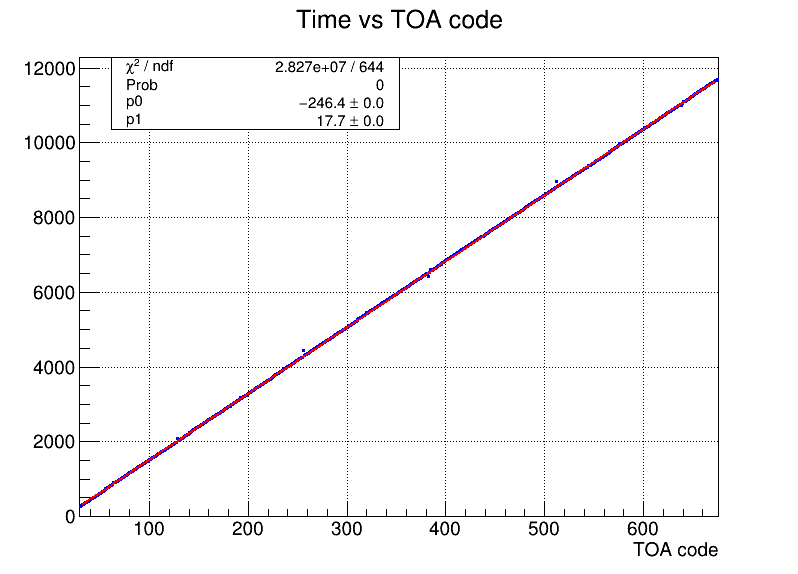 Time vs TOA code
χ² / ndf 2.827e+07 / 644
Prob 0
p0 −246.4 ± 0.0
p1 17.7 ± 0.0
12000
10000
8000
6000
4000
2000
0
100 200 300 400 500 600
TOA code